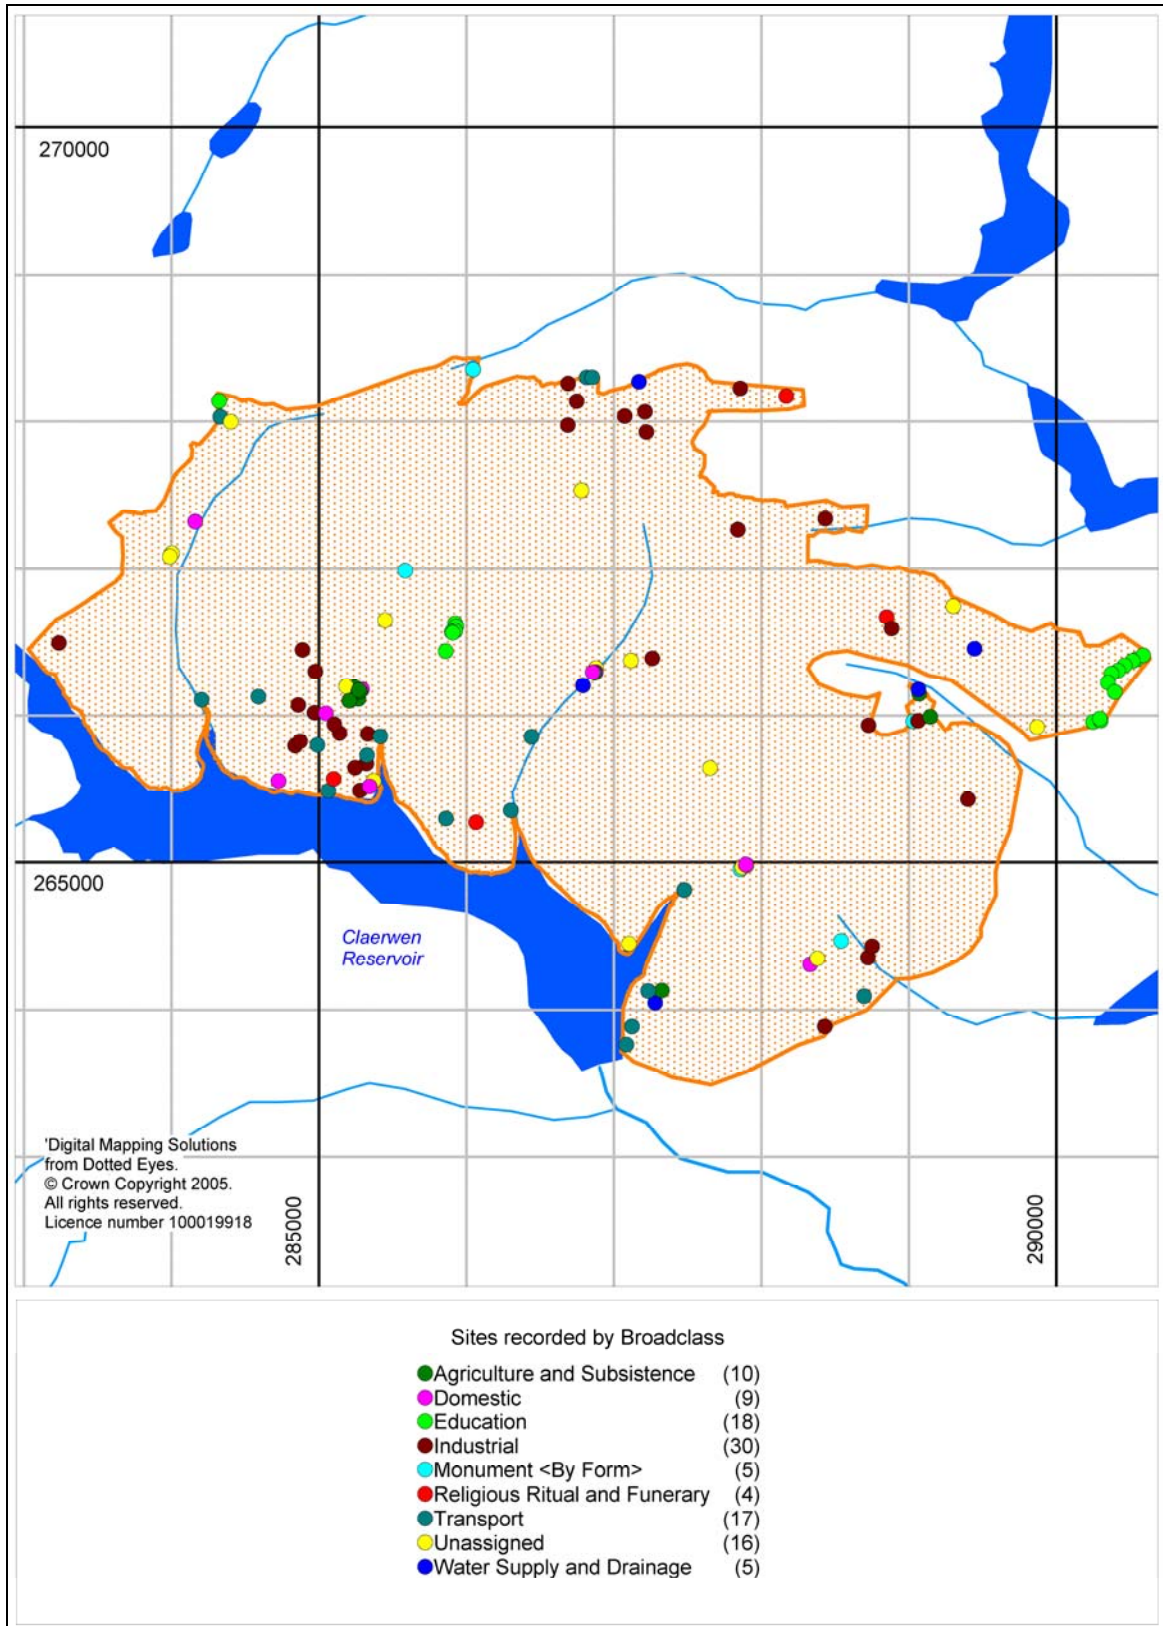 270000
265000
Claerwen
Reservoir
'Digital Mapping Solutions
from Dotted Eyes.
© Crown Copyright 2005.
All rights reserved.
Licence number 100019918
285000
290000
Sites recorded by Broadclass
Agriculture and Subsistence (10)
Domestic (9)
Education (18)
Industrial (30)
Monument <By Form> (5)
Religious Ritual and Funerary (4)
Transport (17)
Unassigned (16)
Water Supply and Drainage (5)